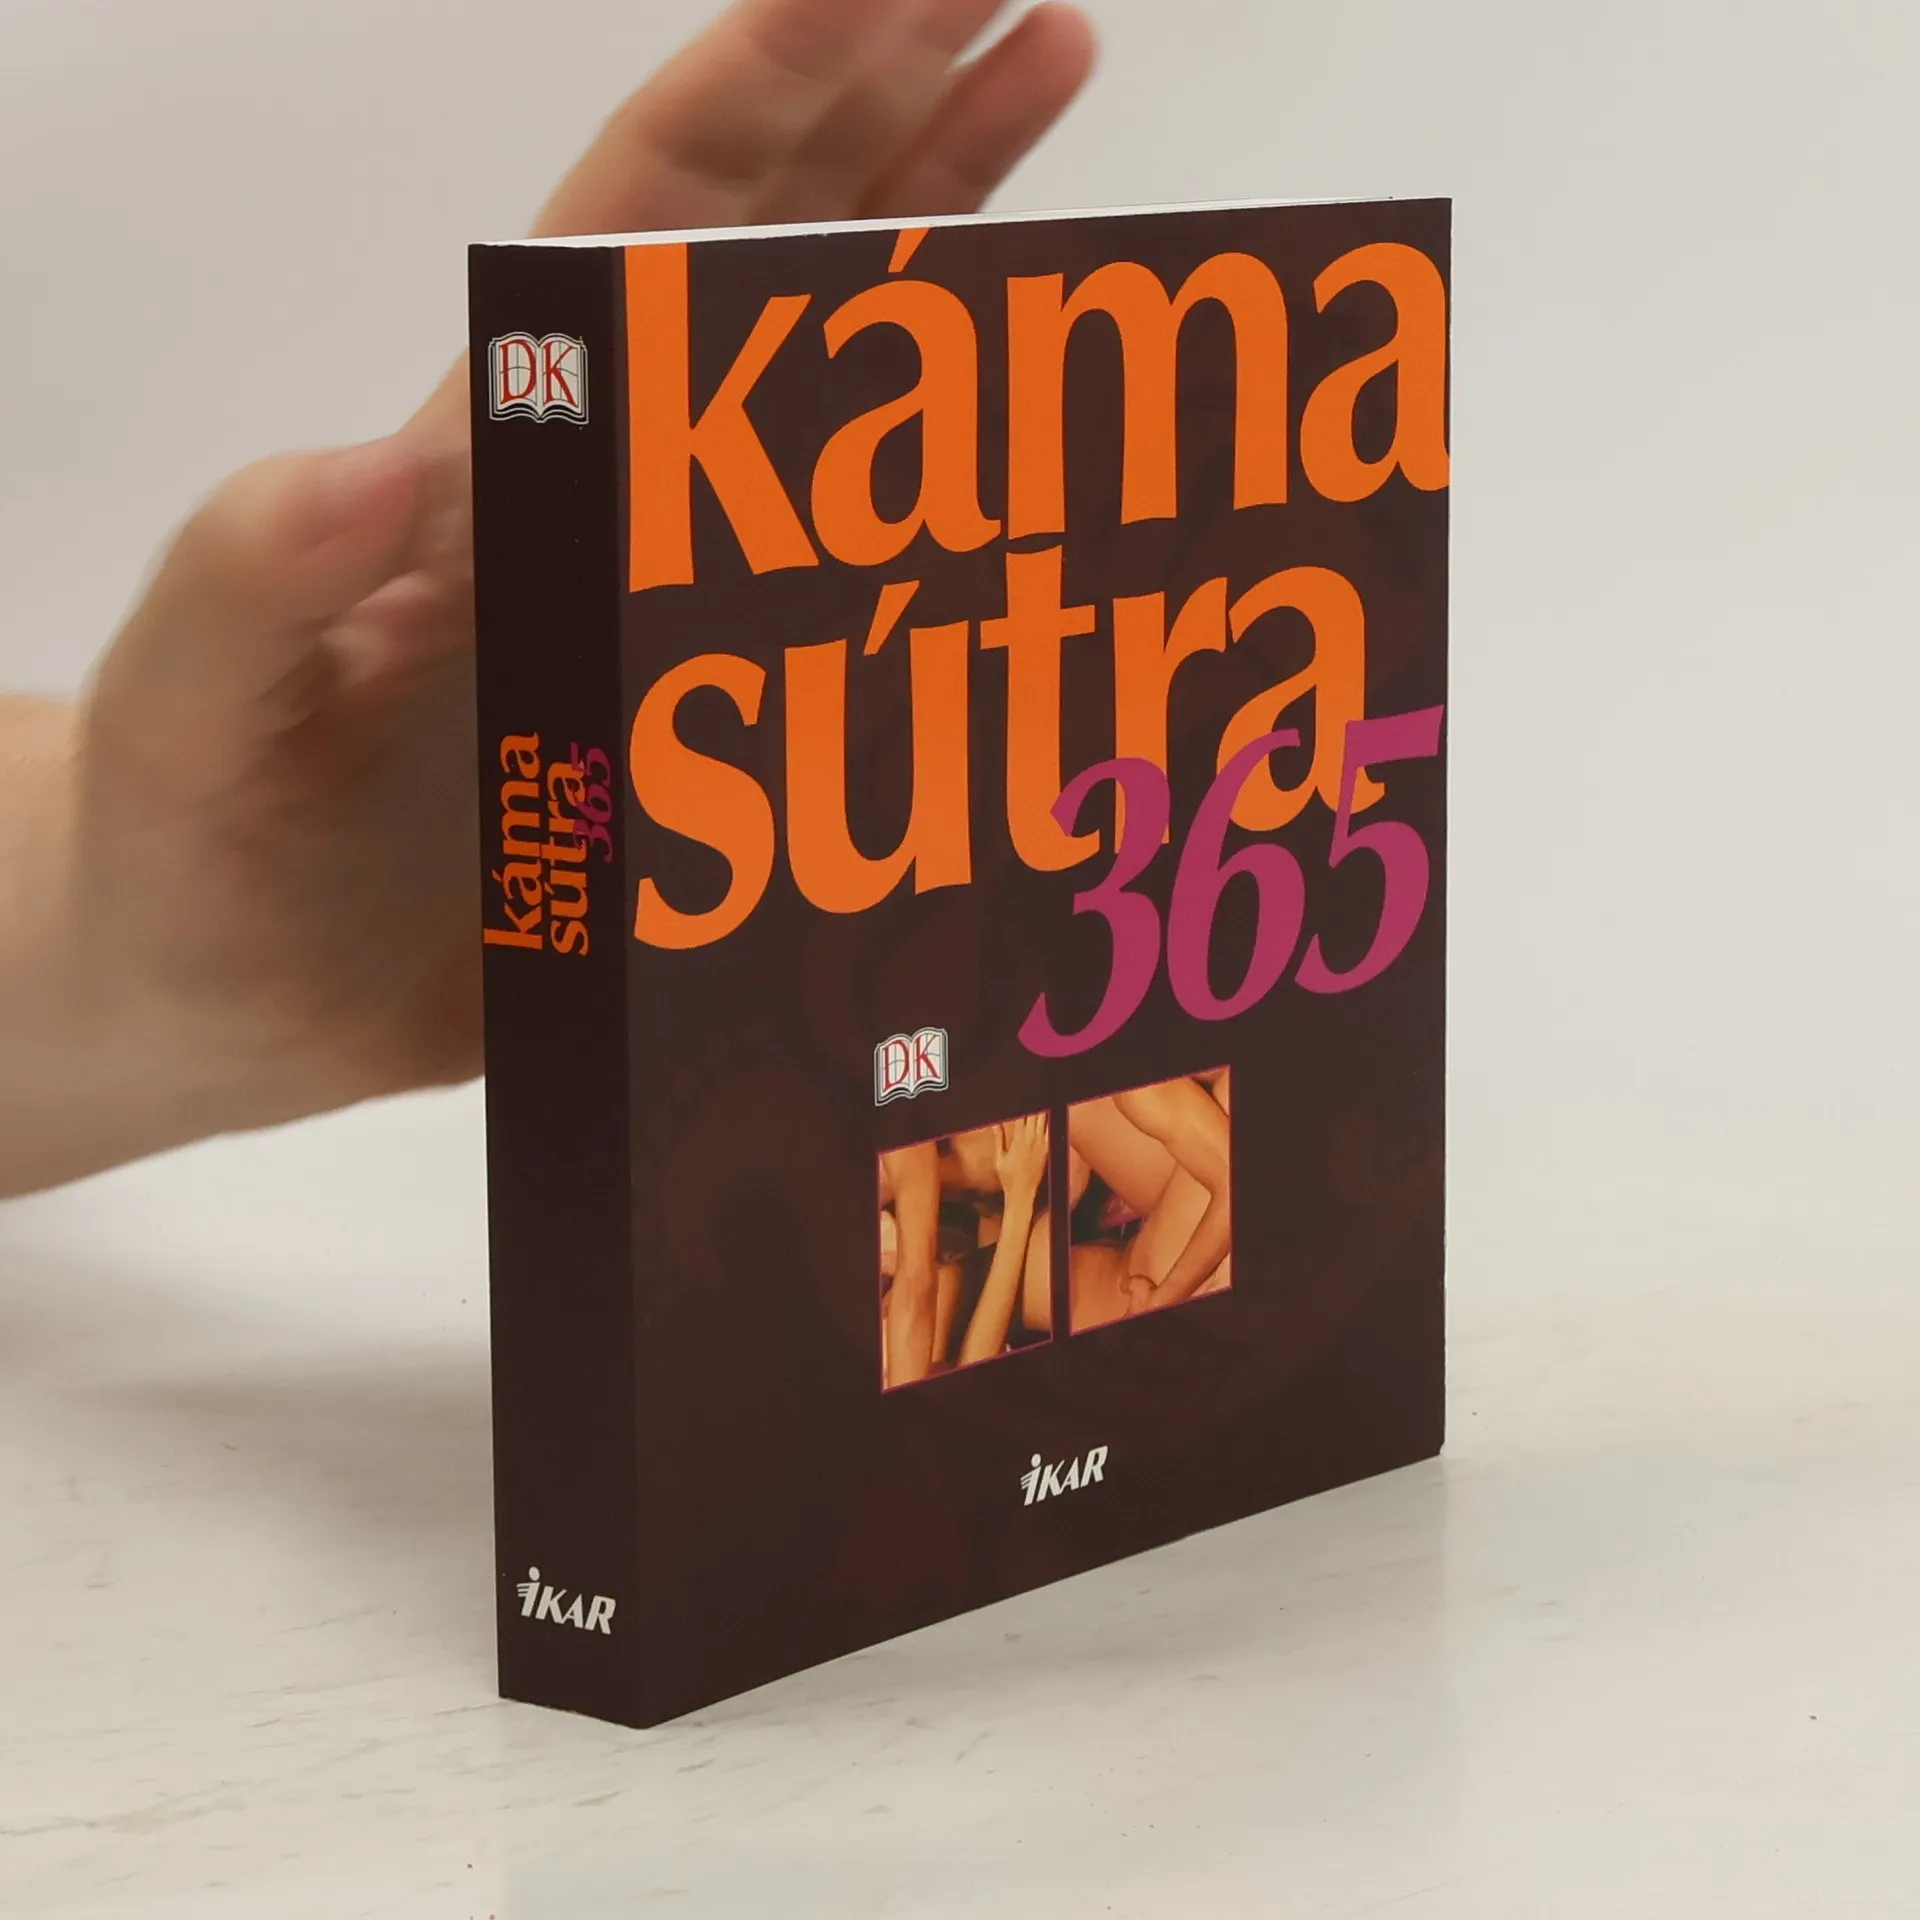 DK
káma
sútra
365
IKAR
káma
sútra
365
DK
IKAR